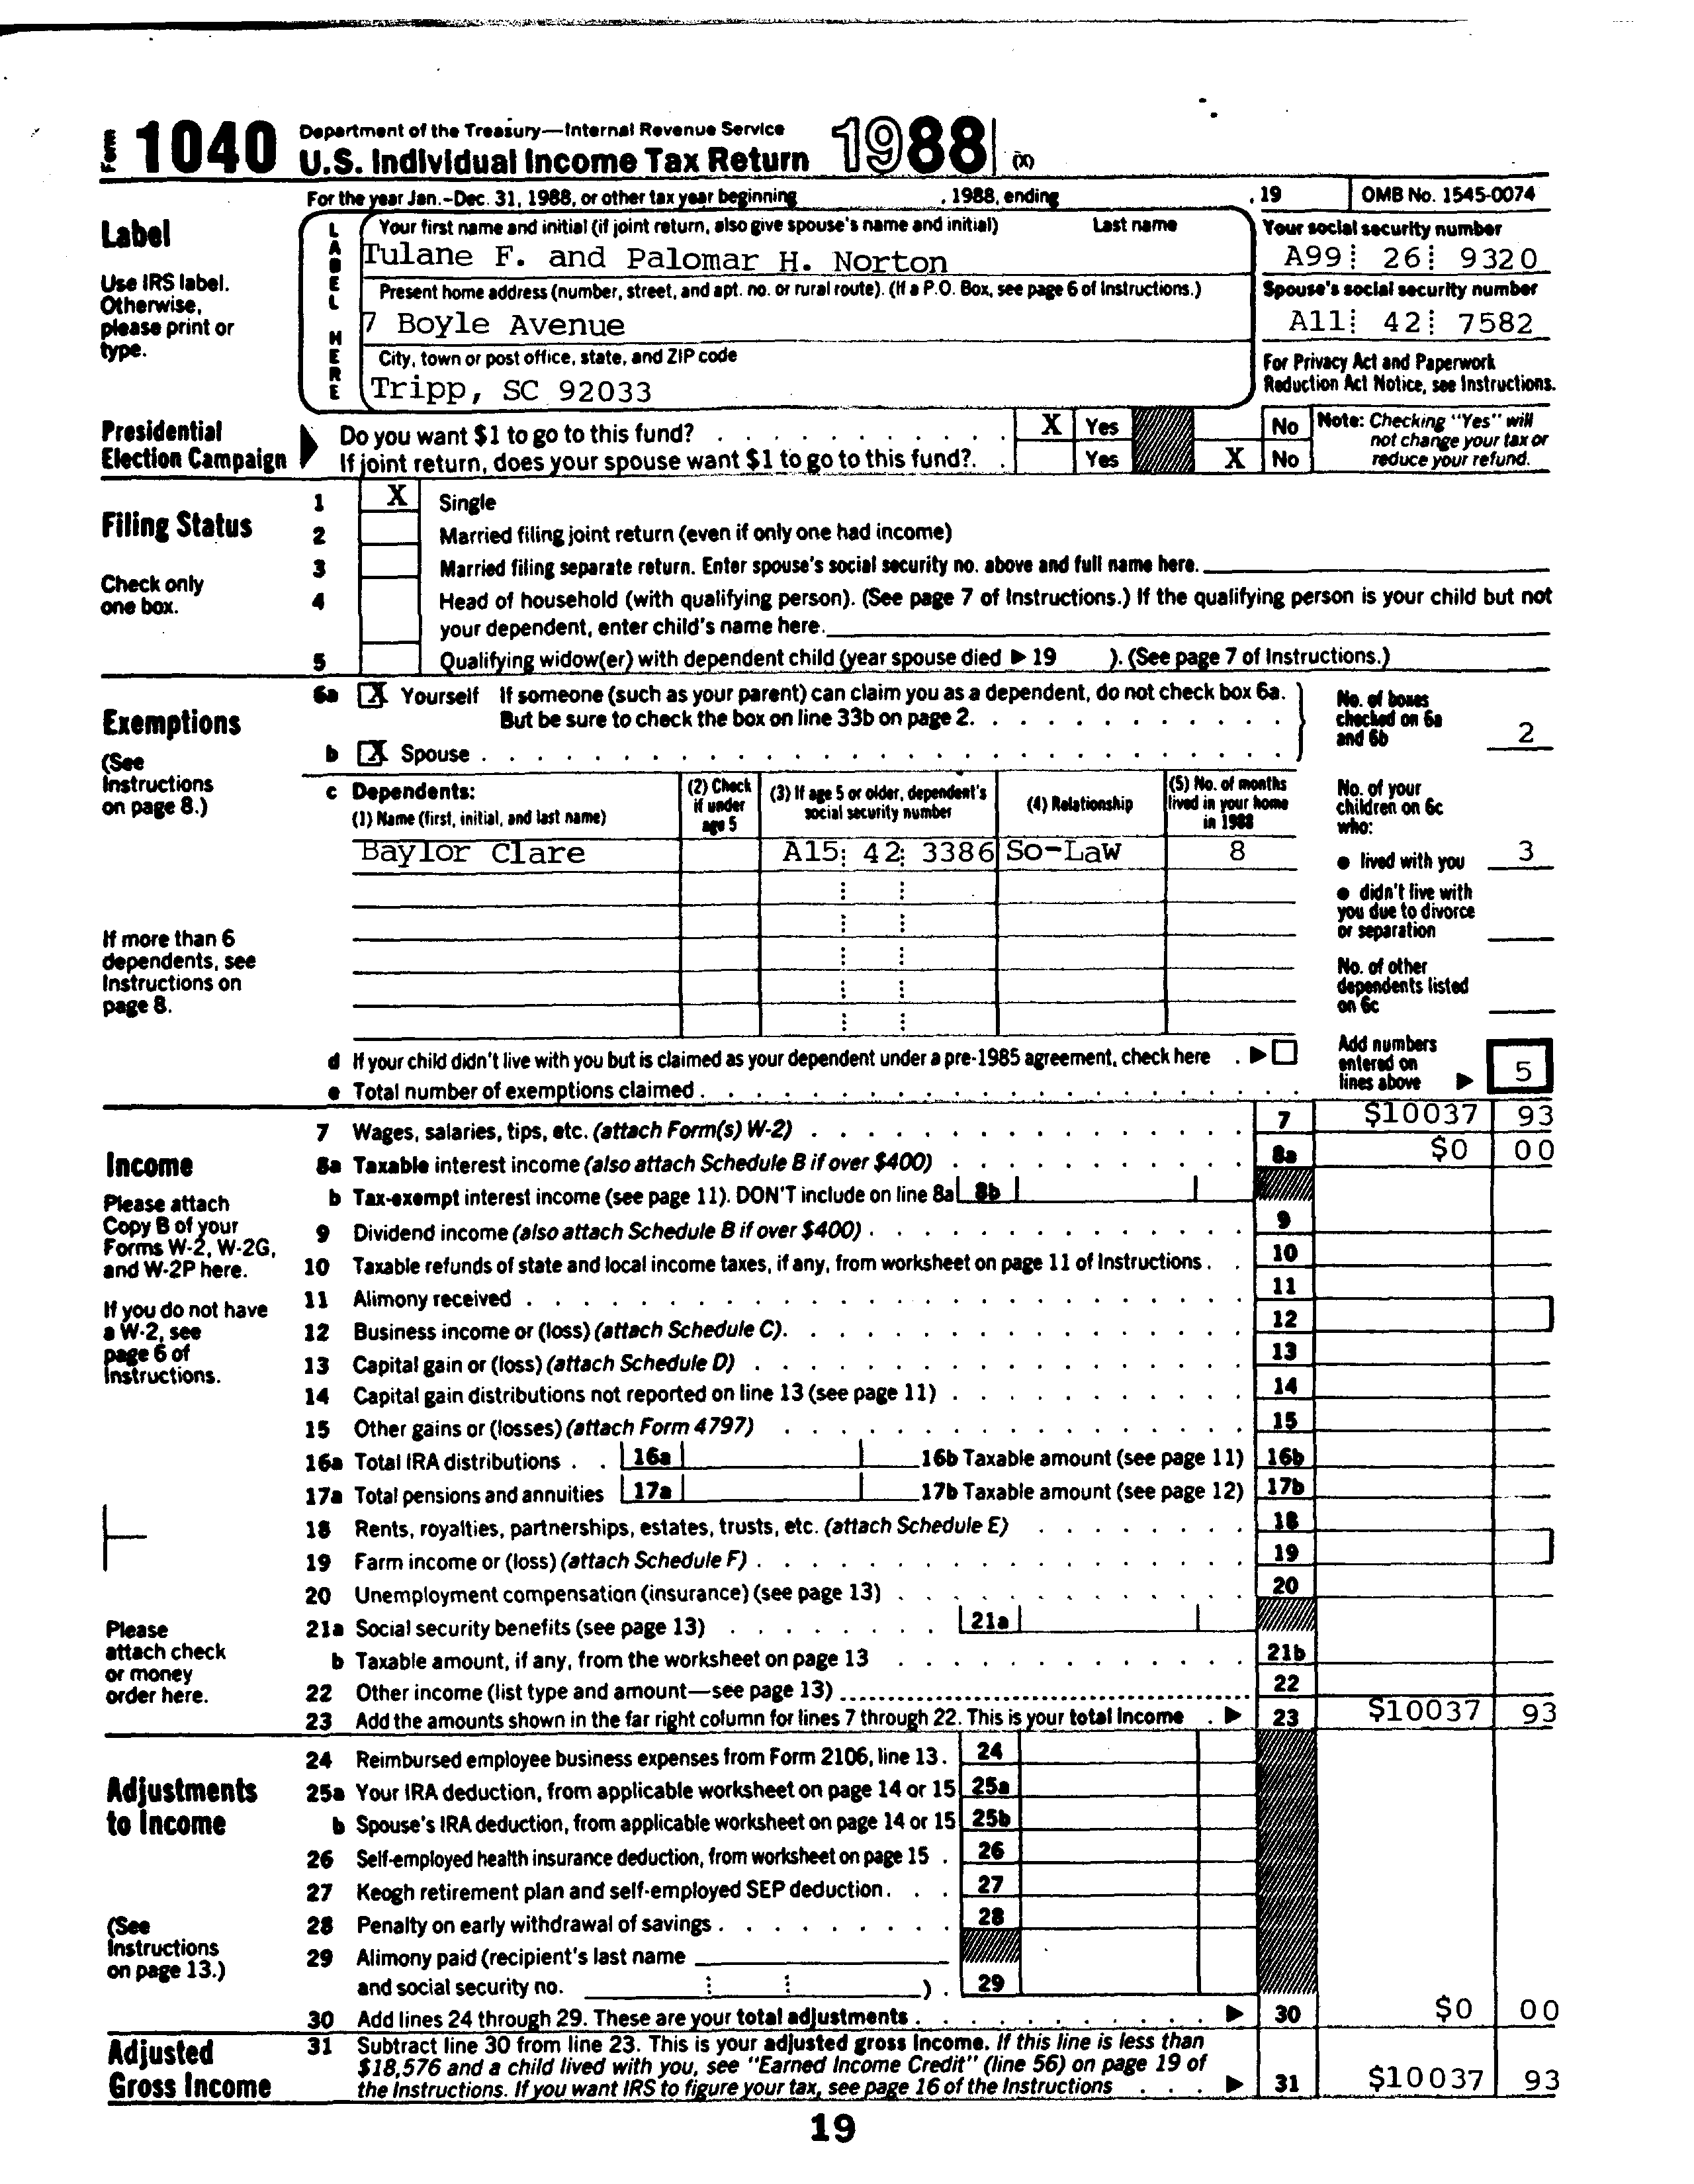 Form 1040 Department of the Treasury—Internal Revenue Service
U.S. Individual Income Tax Return 1988 (X)
For the year Jan.-Dec. 31, 1988, or other tax year beginning , 1988, ending , 19 OMB No. 1545-0074
Label
Use IRS label.
Otherwise,
please print or
type.
LABEL HERE
Your first name and initial (if joint return, also give spouse's name and initial) Last name
Tulane F. and Palomar H. Norton
Present home address (number, street, and apt. no. or rural route). (If a P.O. Box, see page 6 of Instructions.)
7 Boyle Avenue
City, town or post office, state, and ZIP code
Tripp, SC 92033
Your social security number
A99 26 9320
Spouse's social security number
A11 42 7582
For Privacy Act and Paperwork
Reduction Act Notice, see Instructions.
Presidential
Election Campaign
Do you want $1 to go to this fund? X Yes No
If joint return, does your spouse want $1 to go to this fund?. Yes X No
Note: Checking "Yes" will
not change your tax or
reduce your refund.
Filing Status
Check only
one box.
1 X Single
2 Married filing joint return (even if only one had income)
3 Married filing separate return. Enter spouse's social security no. above and full name here.
4 Head of household (with qualifying person). (See page 7 of Instructions.) If the qualifying person is your child but not
your dependent, enter child's name here.
5 Qualifying widow(er) with dependent child (year spouse died ▶ 19 ). (See page 7 of Instructions.)
Exemptions
(See
Instructions
on page 8.)
If more than 6
dependents, see
Instructions on
page 8.
6a X Yourself If someone (such as your parent) can claim you as a dependent, do not check box 6a.
But be sure to check the box on line 33b on page 2.
b X Spouse
No. of boxes
checked on 6a
and 6b 2
c Dependents:
(1) Name (first, initial, and last name)
(2) Check
if under
age 5
(3) If age 5 or older, dependent's
social security number
(4) Relationship
(5) No. of months
lived in your home
in 1988
Baylor Clare A15 42 3386 So-Law 8
No. of your
children on 6c
who:
● lived with you 3
● didn't live with
you due to divorce
or separation
No. of other
dependents listed
on 6c
d If your child didn't live with you but is claimed as your dependent under a pre-1985 agreement, check here ▶
e Total number of exemptions claimed
Add numbers
entered on
lines above ▶ 5
Income
Please attach
Copy B of your
Forms W-2, W-2G,
and W-2P here.
If you do not have
a W-2, see
page 6 of
Instructions.
Please
attach check
or money
order here.
7 Wages, salaries, tips, etc. (attach Form(s) W-2) 7 $10037 93
8a Taxable interest income (also attach Schedule B if over $400) 8a $0 00
b Tax-exempt interest income (see page 11). DON'T include on line 8a 8b
9 Dividend income (also attach Schedule B if over $400) 9
10 Taxable refunds of state and local income taxes, if any, from worksheet on page 11 of Instructions 10
11 Alimony received 11
12 Business income or (loss) (attach Schedule C) 12
13 Capital gain or (loss) (attach Schedule D) 13
14 Capital gain distributions not reported on line 13 (see page 11) 14
15 Other gains or (losses) (attach Form 4797) 15
16a Total IRA distributions 16a 16b Taxable amount (see page 11) 16b
17a Total pensions and annuities 17a 17b Taxable amount (see page 12) 17b
18 Rents, royalties, partnerships, estates, trusts, etc. (attach Schedule E) 18
19 Farm income or (loss) (attach Schedule F) 19
20 Unemployment compensation (insurance) (see page 13) 20
21a Social security benefits (see page 13) 21a
b Taxable amount, if any, from the worksheet on page 13 21b
22 Other income (list type and amount—see page 13) 22
23 Add the amounts shown in the far right column for lines 7 through 22. This is your total income ▶ 23 $10037 93
Adjustments
to Income
(See
Instructions
on page 13.)
24 Reimbursed employee business expenses from Form 2106, line 13. 24
25a Your IRA deduction, from applicable worksheet on page 14 or 15 25a
b Spouse's IRA deduction, from applicable worksheet on page 14 or 15 25b
26 Self-employed health insurance deduction, from worksheet on page 15 26
27 Keogh retirement plan and self-employed SEP deduction 27
28 Penalty on early withdrawal of savings 28
29 Alimony paid (recipient's last name
and social security no. ) 29
30 Add lines 24 through 29. These are your total adjustments ▶ 30 $0 00
Adjusted
Gross Income
31 Subtract line 30 from line 23. This is your adjusted gross income. If this line is less than
$18,576 and a child lived with you, see "Earned Income Credit" (line 56) on page 19 of
the Instructions. If you want IRS to figure your tax, see page 16 of the Instructions ▶ 31 $10037 93
19